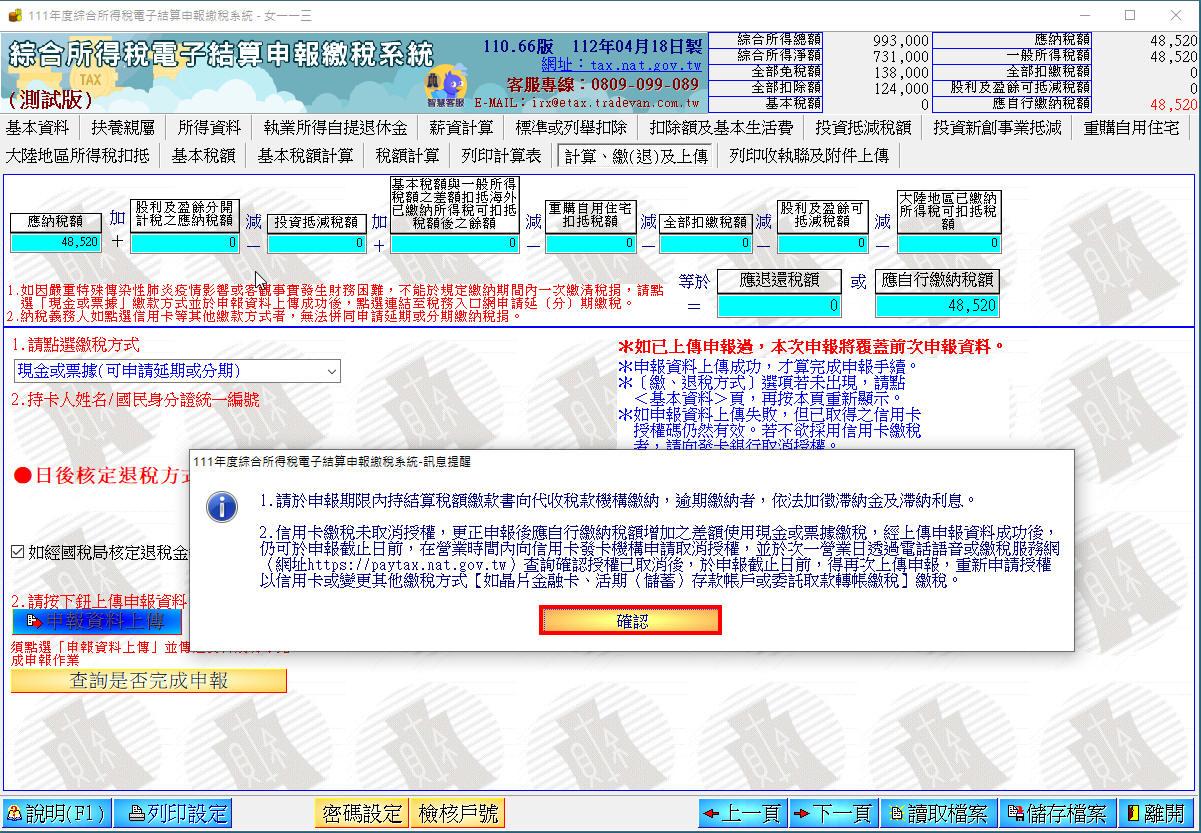 111年度綜合所得稅電子結算申報繳稅系統 - 女一一三
綜合所得稅電子結算申報繳稅系統
TAX
(測試版)
智慧客服
110.66版 112年04月18日製
網址：tax.nat.gov.tw
客服專線：0809-099-089
E-MAIL：irx@etax.tradevan.com.tw
綜合所得總額 993,000 應納稅額 48,520
綜合所得淨額 731,000 一般所得稅額 48,520
全部免稅額 138,000 全部扣繳稅額 0
全部扣除額 124,000 股利及盈餘可抵減稅額 0
基本稅額 0 應自行繳納稅額 48,520
基本資料 扶養親屬 所得資料 執業所得自提退休金 薪資計算 標準或列舉扣除 扣除額及基本生活費 投資抵減稅額 投資新創事業抵減 重購自用住宅
大陸地區所得稅扣抵 基本稅額 基本稅額計算 稅額計算 列印計算表 計算、繳(退)及上傳 列印收執聯及附件上傳
應納稅額
48,520
加
＋
股利及盈餘分開
計稅之應納稅額
0
減
－
投資抵減稅額
0
加
＋
基本稅額與一般所得
稅額之差額扣抵海外
已繳納所得稅可扣抵
稅額後之餘額
0
減
－
重購自用住宅
扣抵稅額
0
減
－
全部扣繳稅額
0
減
－
股利及盈餘可
抵減稅額
0
減
－
大陸地區已繳納
所得稅可扣抵稅
額
0
等於
＝
應退還稅額
0
或
應自行繳納稅額
48,520
1.如因嚴重特殊傳染性肺炎疫情影響或客觀事實發生財務困難，不能於規定繳納期間內一次繳清稅捐，請點
選「現金或票據」繳款方式並於申報資料上傳成功後，點選連結至稅務入口網申請延（分）期繳稅。
2.納稅義務人如點選信用卡等其他繳款方式者，無法併同申請延期或分期繳納稅捐。
1.請點選繳稅方式
現金或票據(可申請延期或分期)
2.持卡人姓名/國民身分證統一編號
●日後核定退稅方
如經國稅局核定退稅金
2.請按下鈕上傳申報資料
申報資料上傳
須點選「申報資料上傳」並傳
成申報作業
查詢是否完成申報
＊如已上傳申報過，本次申報將覆蓋前次申報資料。
＊申報資料上傳成功，才算完成申報手續。
＊〔繳、退稅方式〕選項若未出現，請點
＜基本資料＞頁，再按本頁重新顯示。
＊如申報資料上傳失敗，但已取得之信用卡
授權碼仍然有效。若不欲採用信用卡繳稅
者，請向發卡銀行取消授權。
111年度綜合所得稅電子結算申報繳稅系統-訊息提醒
1.請於申報期限內持結算稅額繳款書向代收稅款機構繳納，逾期繳納者，依法加徵滯納金及滯納利息。
2.信用卡繳稅未取消授權，更正申報後應自行繳納稅額增加之差額使用現金或票據繳稅，經上傳申報資料成功後，
仍可於申報截止日前，在營業時間內向信用卡發卡機構申請取消授權，並於次一營業日透過電話語音或繳稅服務網
（網址https://paytax.nat.gov.tw）查詢確認授權已取消後，於申報截止日前，得再次上傳申報，重新申請授權
以信用卡或變更其他繳稅方式【如晶片金融卡、活期（儲蓄）存款帳戶或委託取款轉帳繳稅】繳稅。
確認
說明(F1) 列印設定 密碼設定 檢核戶號 上一頁 下一頁 讀取檔案 儲存檔案 離開